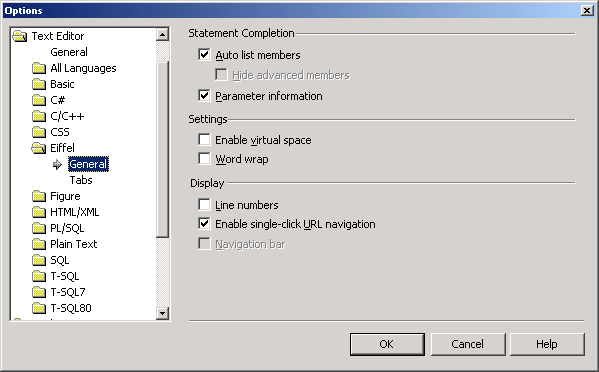 Options
Text Editor
General
All Languages
Basic
C#
C/C++
CSS
Eiffel
General
Tabs
Figure
HTML/XML
PL/SQL
Plain Text
SQL
T-SQL
T-SQL7
T-SQL80
Statement Completion
Auto list members
Hide advanced members
Parameter information
Settings
Enable virtual space
Word wrap
Display
Line numbers
Enable single-click URL navigation
Navigation bar
OK
Cancel
Help